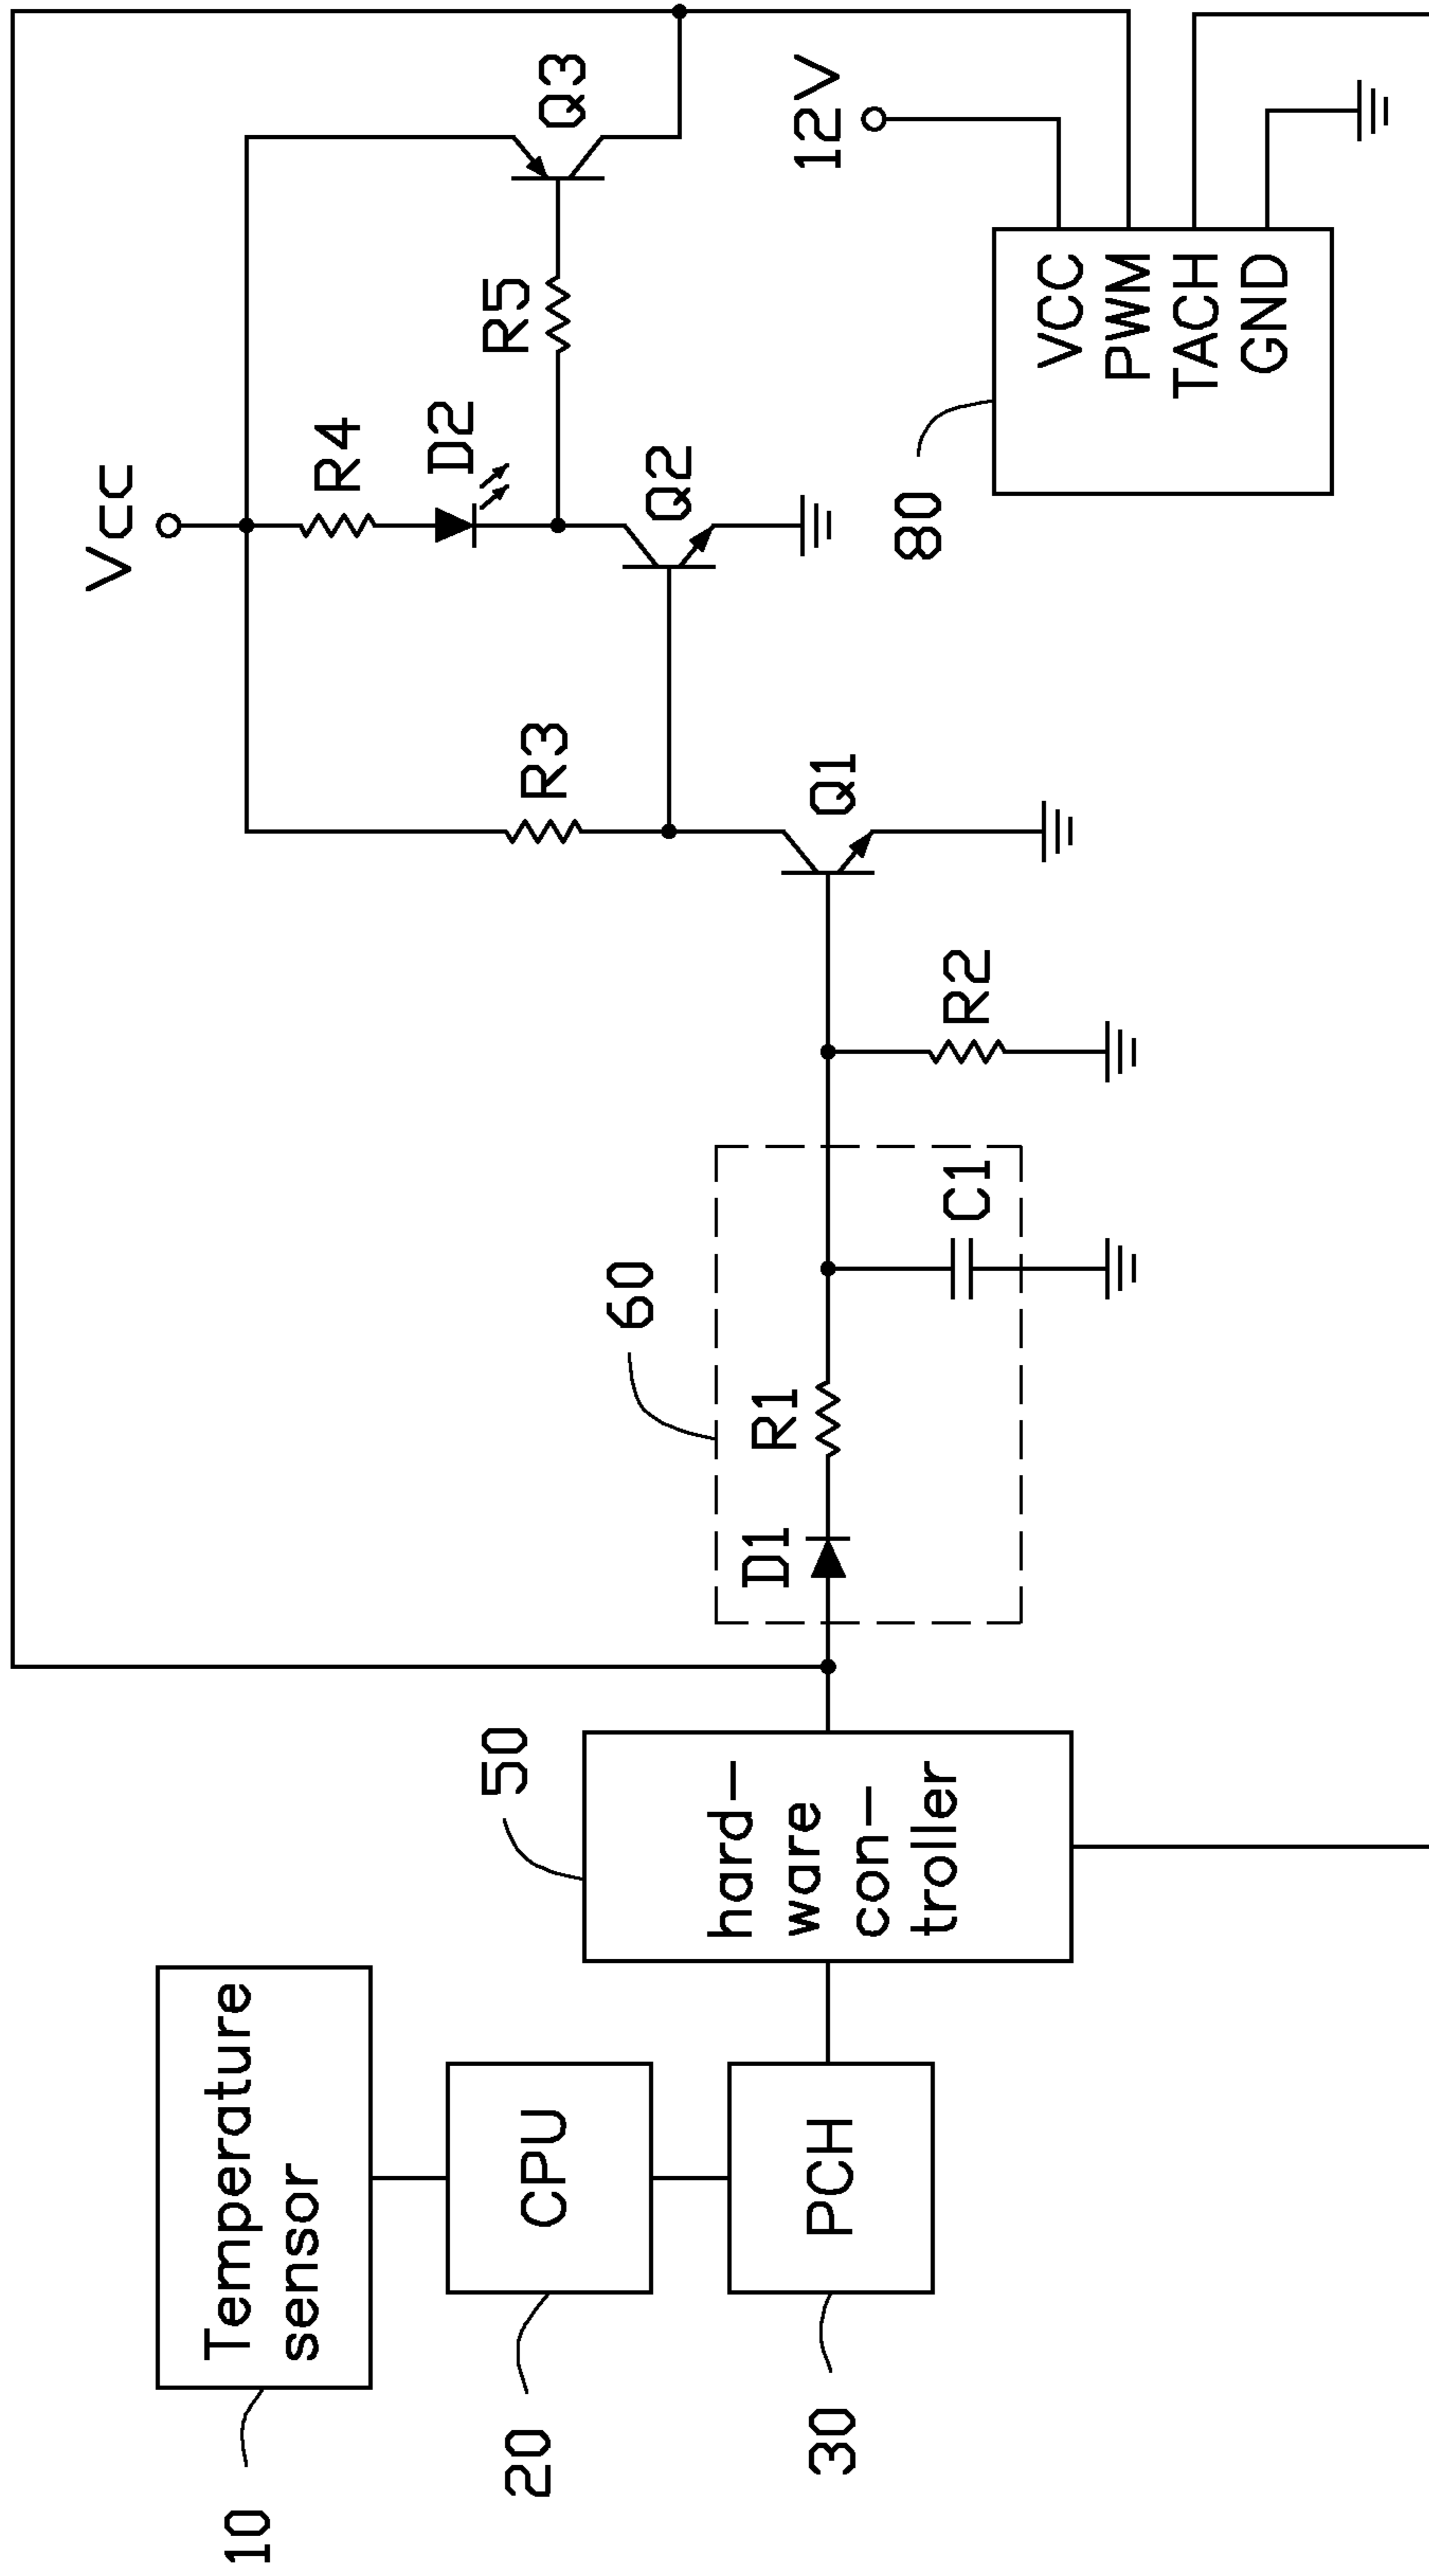 10
Temperature
sensor
20
CPU
30
PCH
50
hard-
ware
con-
troller
60
D1
R1
C1
R2
Q1
R3
Vcc
R4
D2
Q2
R5
Q3
12V
80
VCC
PWM
TACH
GND